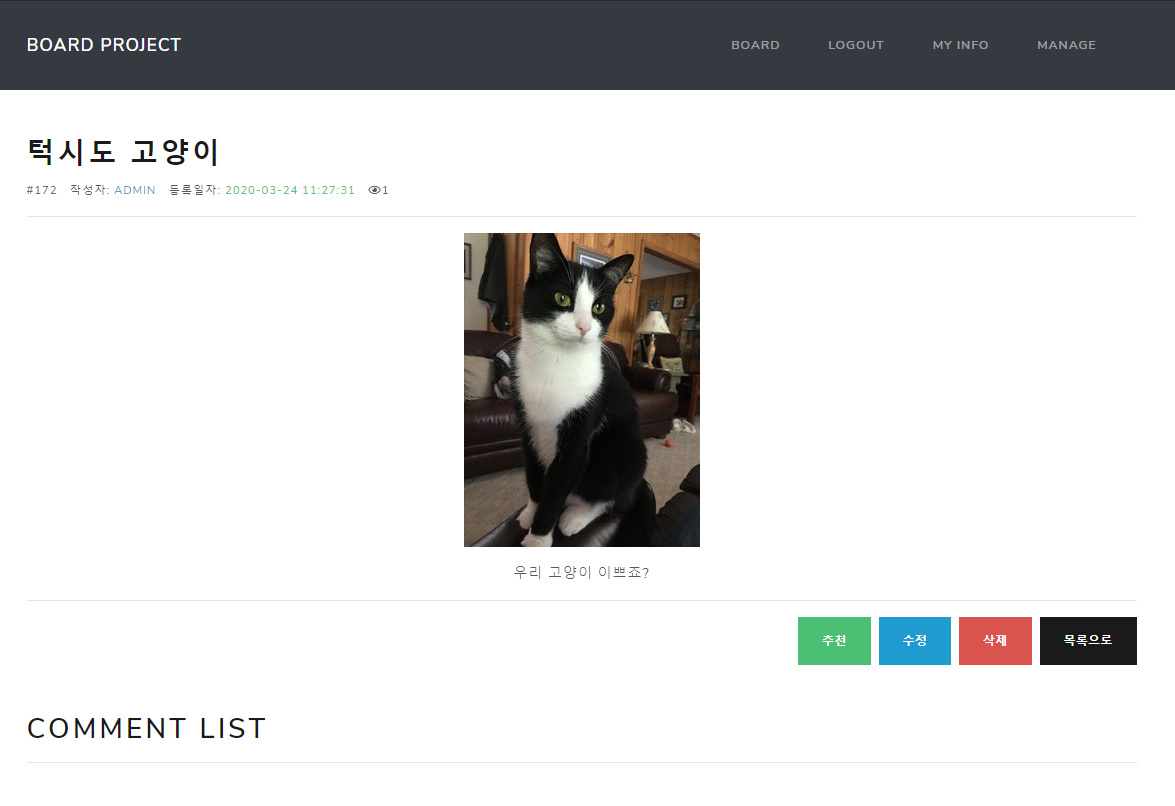 BOARD PROJECT BOARD LOGOUT MY INFO MANAGE
턱시도 고양이
#172 작성자: ADMIN 등록일자: 2020-03-24 11:27:31 1
우리 고양이 이쁘죠?
추천 수정 삭제 목록으로
COMMENT LIST